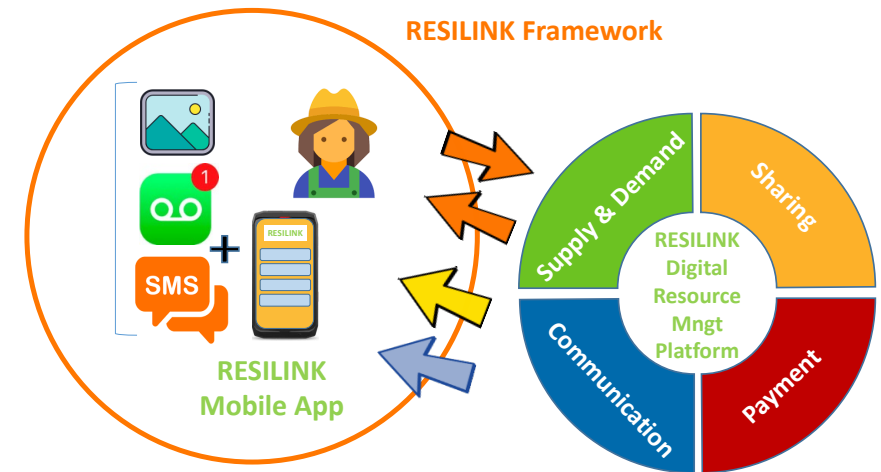 RESILINK Framework
1
SMS
RESILINK
RESILINK
Mobile App
Supply & Demand
Sharing
RESILINK
Digital
Resource
Mngt
Platform
Communication
Payment